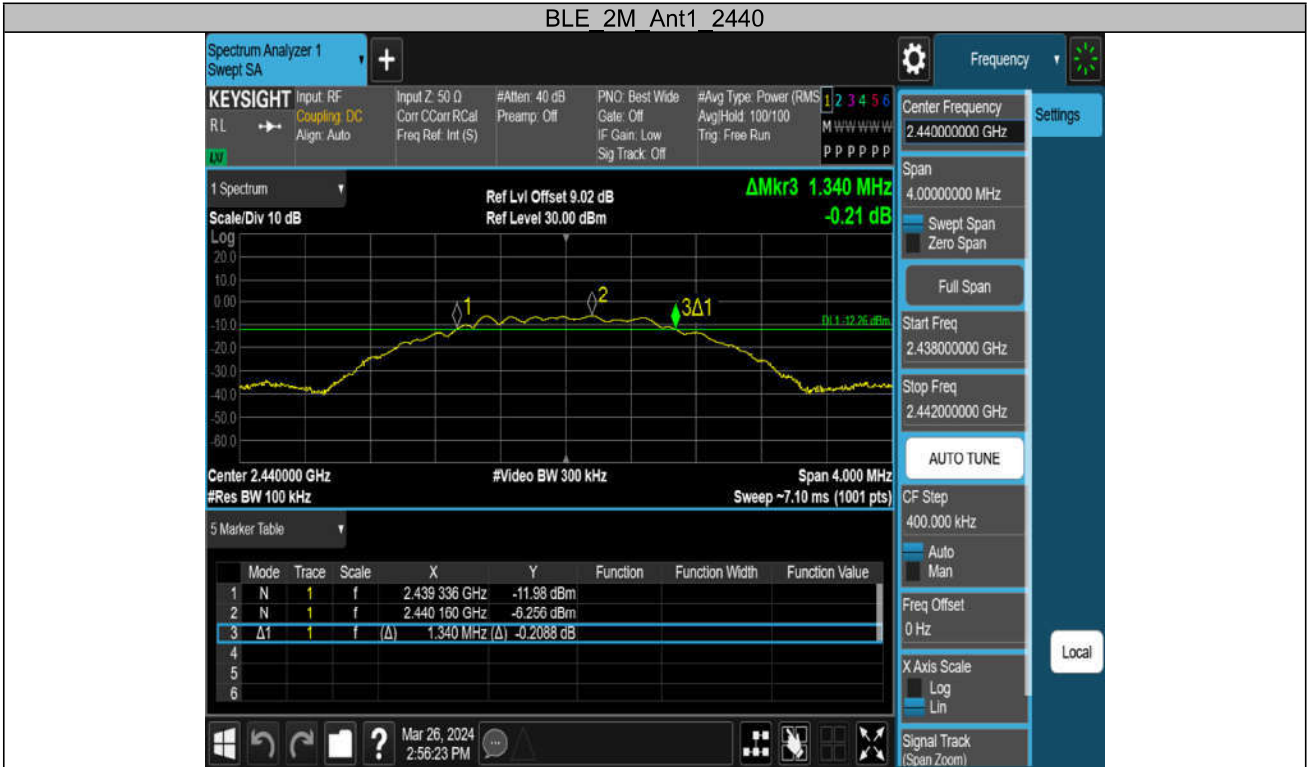 BLE_2M_Ant1_2440
Spectrum Analyzer 1
Swept SA
+
Frequency
KEYSIGHT
RL
LXI
Input: RF
Coupling: DC
Align: Auto
Input Z: 50 Ω
Corr CCorr RCal
Freq Ref: Int (S)
#Atten: 40 dB
Preamp: Off
PNO: Best Wide
Gate: Off
IF Gain: Low
Sig Track: Off
#Avg Type: Power (RMS
Avg|Hold: 100/100
Trig: Free Run
1 2 3 4 5 6
M W W W W W
P P P P P P
1 Spectrum
Scale/Div 10 dB
Ref Lvl Offset 9.02 dB
Ref Level 30.00 dBm
ΔMkr3 1.340 MHz
-0.21 dB
Log
20.0
10.0
0.00
-10.0
-20.0
-30.0
-40.0
-50.0
-60.0
1
2
3Δ1
DL1 -12.26 dBm
Center 2.440000 GHz
#Res BW 100 kHz
#Video BW 300 kHz
Span 4.000 MHz
Sweep ~7.10 ms (1001 pts)
5 Marker Table
Mode Trace Scale X Y Function Function Width Function Value
1 N 1 f 2.439 336 GHz -11.98 dBm
2 N 1 f 2.440 160 GHz -6.256 dBm
3 Δ1 1 f (Δ) 1.340 MHz (Δ) -0.2088 dB
4
5
6
?
Mar 26, 2024
2:56:23 PM
Center Frequency
2.440000000 GHz
Settings
Span
4.00000000 MHz
Swept Span
Zero Span
Full Span
Start Freq
2.438000000 GHz
Stop Freq
2.442000000 GHz
AUTO TUNE
CF Step
400.000 kHz
Auto
Man
Freq Offset
0 Hz
Local
X Axis Scale
Log
Lin
Signal Track
(Span Zoom)